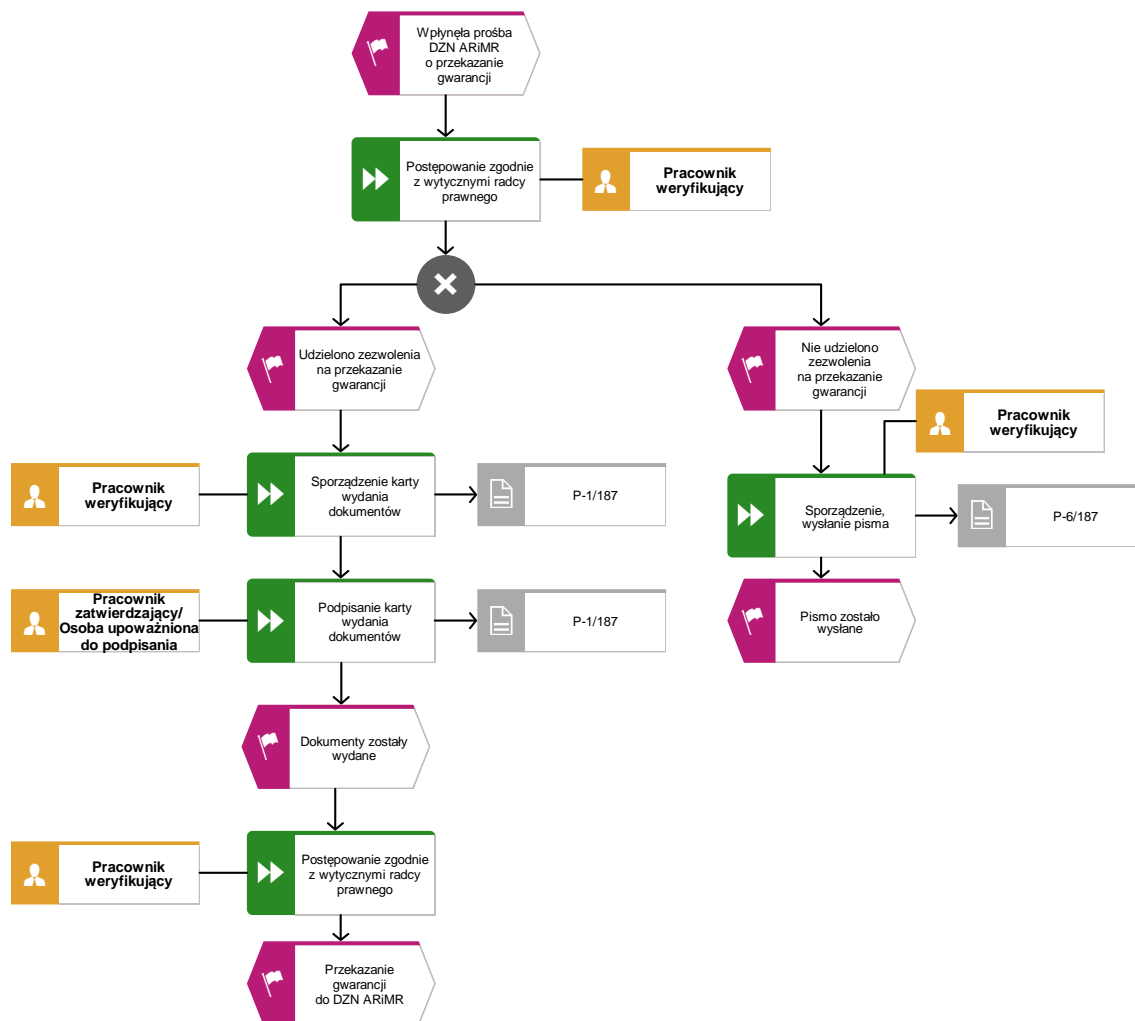 Wpłynęła prośba
DZN ARiMR
o przekazanie
gwarancji
Postępowanie zgodnie
z wytycznymi radcy
prawnego
Pracownik
weryfikujący
Udzielono zezwolenia
na przekazanie
gwarancji
Nie udzielono
zezwolenia
na przekazanie
gwarancji
Pracownik
weryfikujący
Pracownik
weryfikujący
Sporządzenie karty
wydania
dokumentów
P-1/187
Sporządzenie,
wysłanie pisma
P-6/187
Pracownik
zatwierdzający/
Osoba upoważniona
do podpisania
Podpisanie karty
wydania
dokumentów
P-1/187
Pismo zostało
wysłane
Dokumenty zostały
wydane
Pracownik
weryfikujący
Postępowanie zgodnie
z wytycznymi radcy
prawnego
Przekazanie
gwarancji
do DZN ARiMR